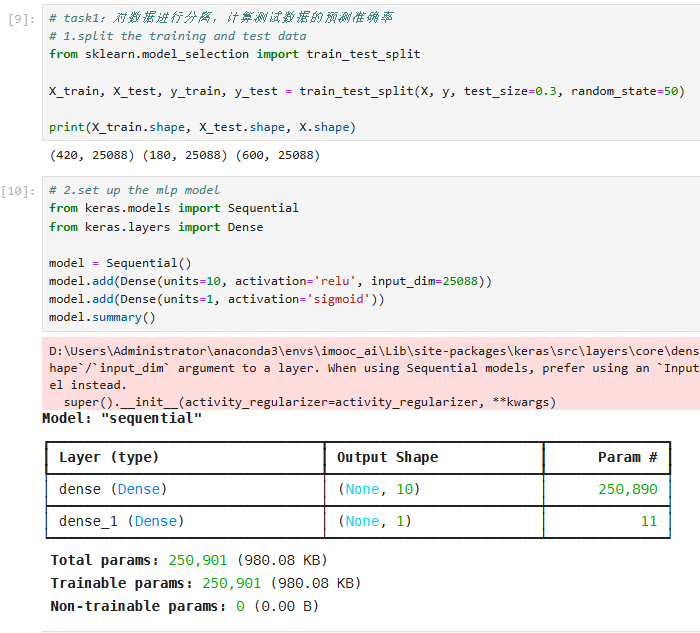 [9]:
# task1: 对数据进行分离，计算测试数据的预测准确率
# 1.split the training and test data
from sklearn.model_selection import train_test_split
X_train, X_test, y_train, y_test = train_test_split(X, y, test_size=0.3, random_state=50)
print(X_train.shape, X_test.shape, X.shape)
(420, 25088) (180, 25088) (600, 25088)
[10]:
# 2.set up the mlp model
from keras.models import Sequential
from keras.layers import Dense
model = Sequential()
model.add(Dense(units=10, activation='relu', input_dim=25088))
model.add(Dense(units=1, activation='sigmoid'))
model.summary()
D:\Users\Administrator\anaconda3\envs\imooc_ai\Lib\site-packages\keras\src\layers\core\dens
hape`/`input_dim` argument to a layer. When using Sequential models, prefer using an `Input
el instead.
super().__init__(activity_regularizer=activity_regularizer, **kwargs)
Model: "sequential"
Layer (type) Output Shape Param #
dense (Dense) (None, 10) 250,890
dense_1 (Dense) (None, 1) 11
Total params: 250,901 (980.08 KB)
Trainable params: 250,901 (980.08 KB)
Non-trainable params: 0 (0.00 B)